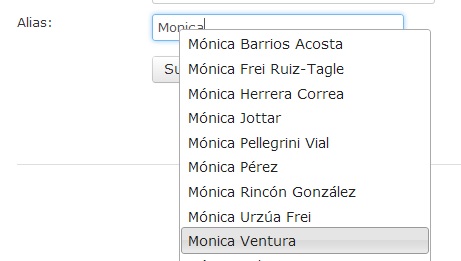 Alias:
Monica
Su
Mónica Barrios Acosta
Mónica Frei Ruiz-Tagle
Mónica Herrera Correa
Mónica Jottar
Mónica Pellegrini Vial
Mónica Pérez
Mónica Rincón González
Mónica Urzúa Frei
Monica Ventura